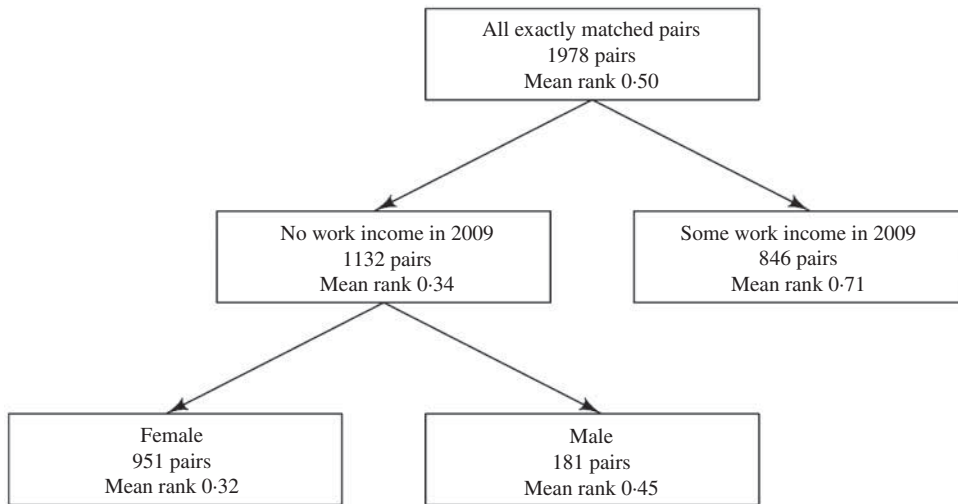 All exactly matched pairs
1978 pairs
Mean rank 0·50
No work income in 2009
1132 pairs
Mean rank 0·34
Some work income in 2009
846 pairs
Mean rank 0·71
Female
951 pairs
Mean rank 0·32
Male
181 pairs
Mean rank 0·45